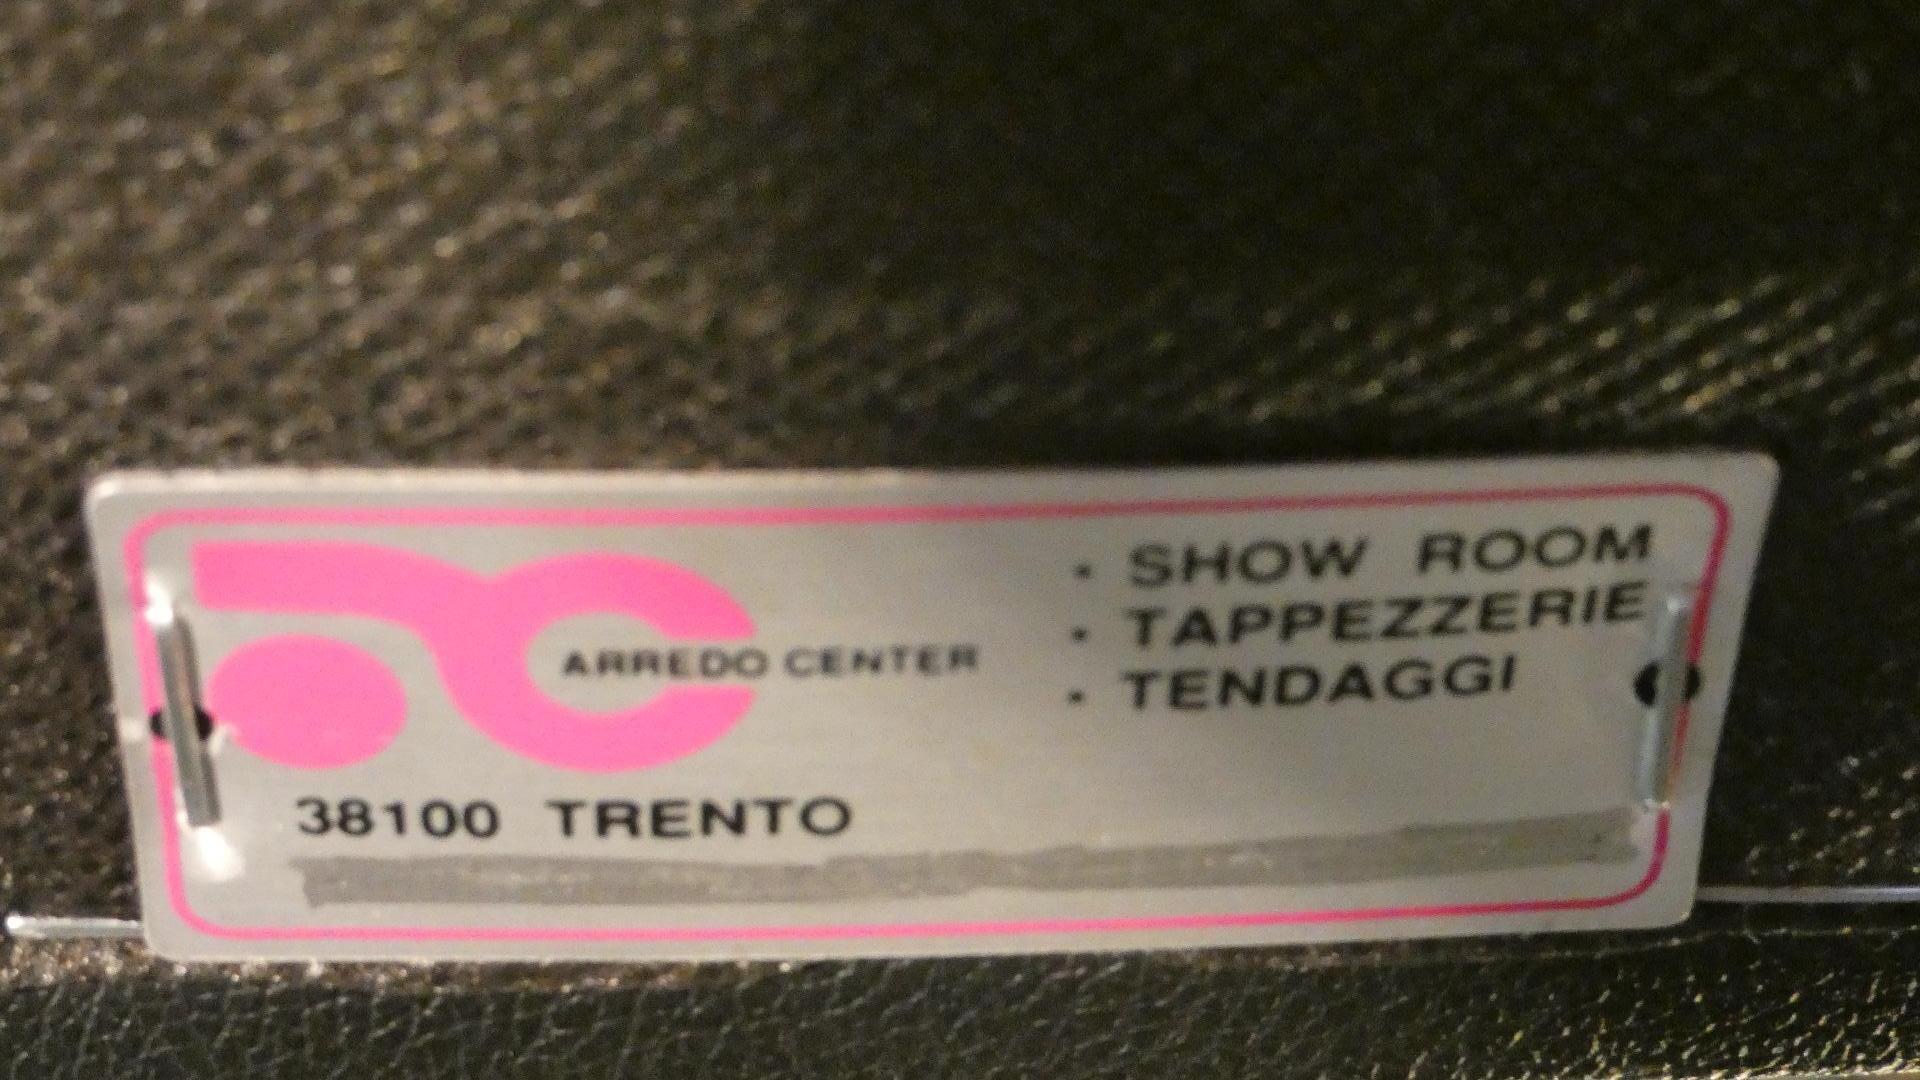 ARREDO CENTER
• SHOW ROOM
• TAPPEZZERIE
• TENDAGGI
38100 TRENTO